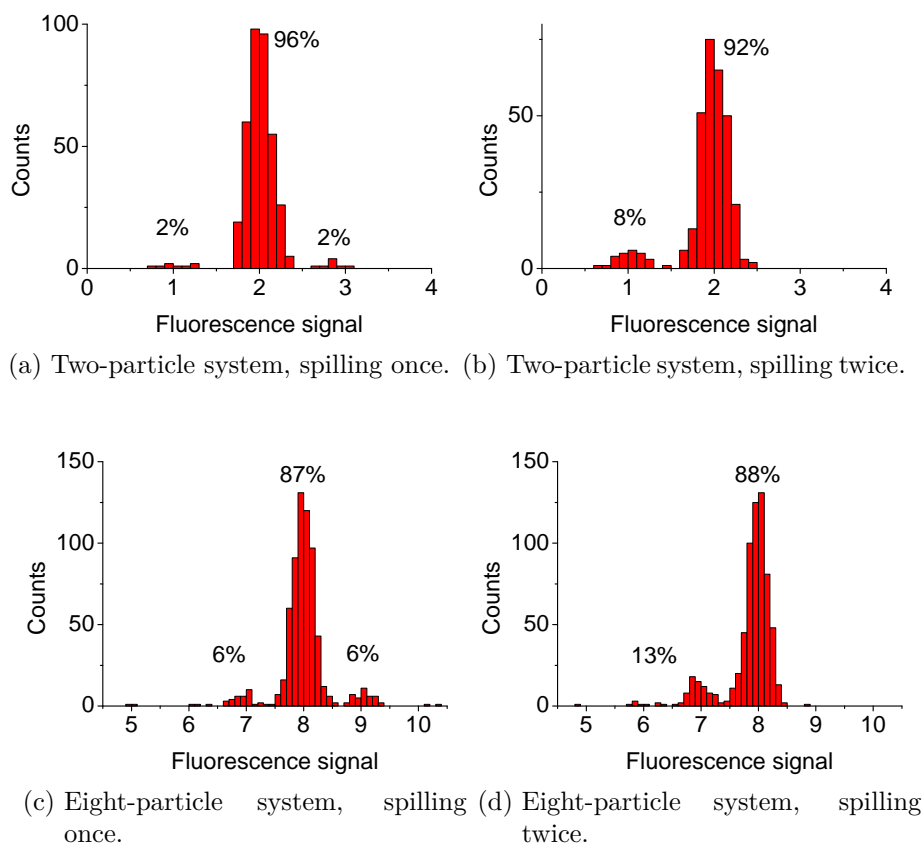 100
96%
50
2%
2%
0
0 1 2 3 4
Counts
Fluorescence signal
(a) Two-particle system, spilling once.
92%
50
8%
0
0 1 2 3 4
Counts
Fluorescence signal
(b) Two-particle system, spilling twice.
150
87%
100
50
6%
6%
0
5 6 7 8 9 10
Counts
Fluorescence signal
(c) Eight-particle system, spilling
once.
150
88%
100
50
13%
0
5 6 7 8 9 10
Counts
Fluorescence signal
(d) Eight-particle system, spilling
twice.